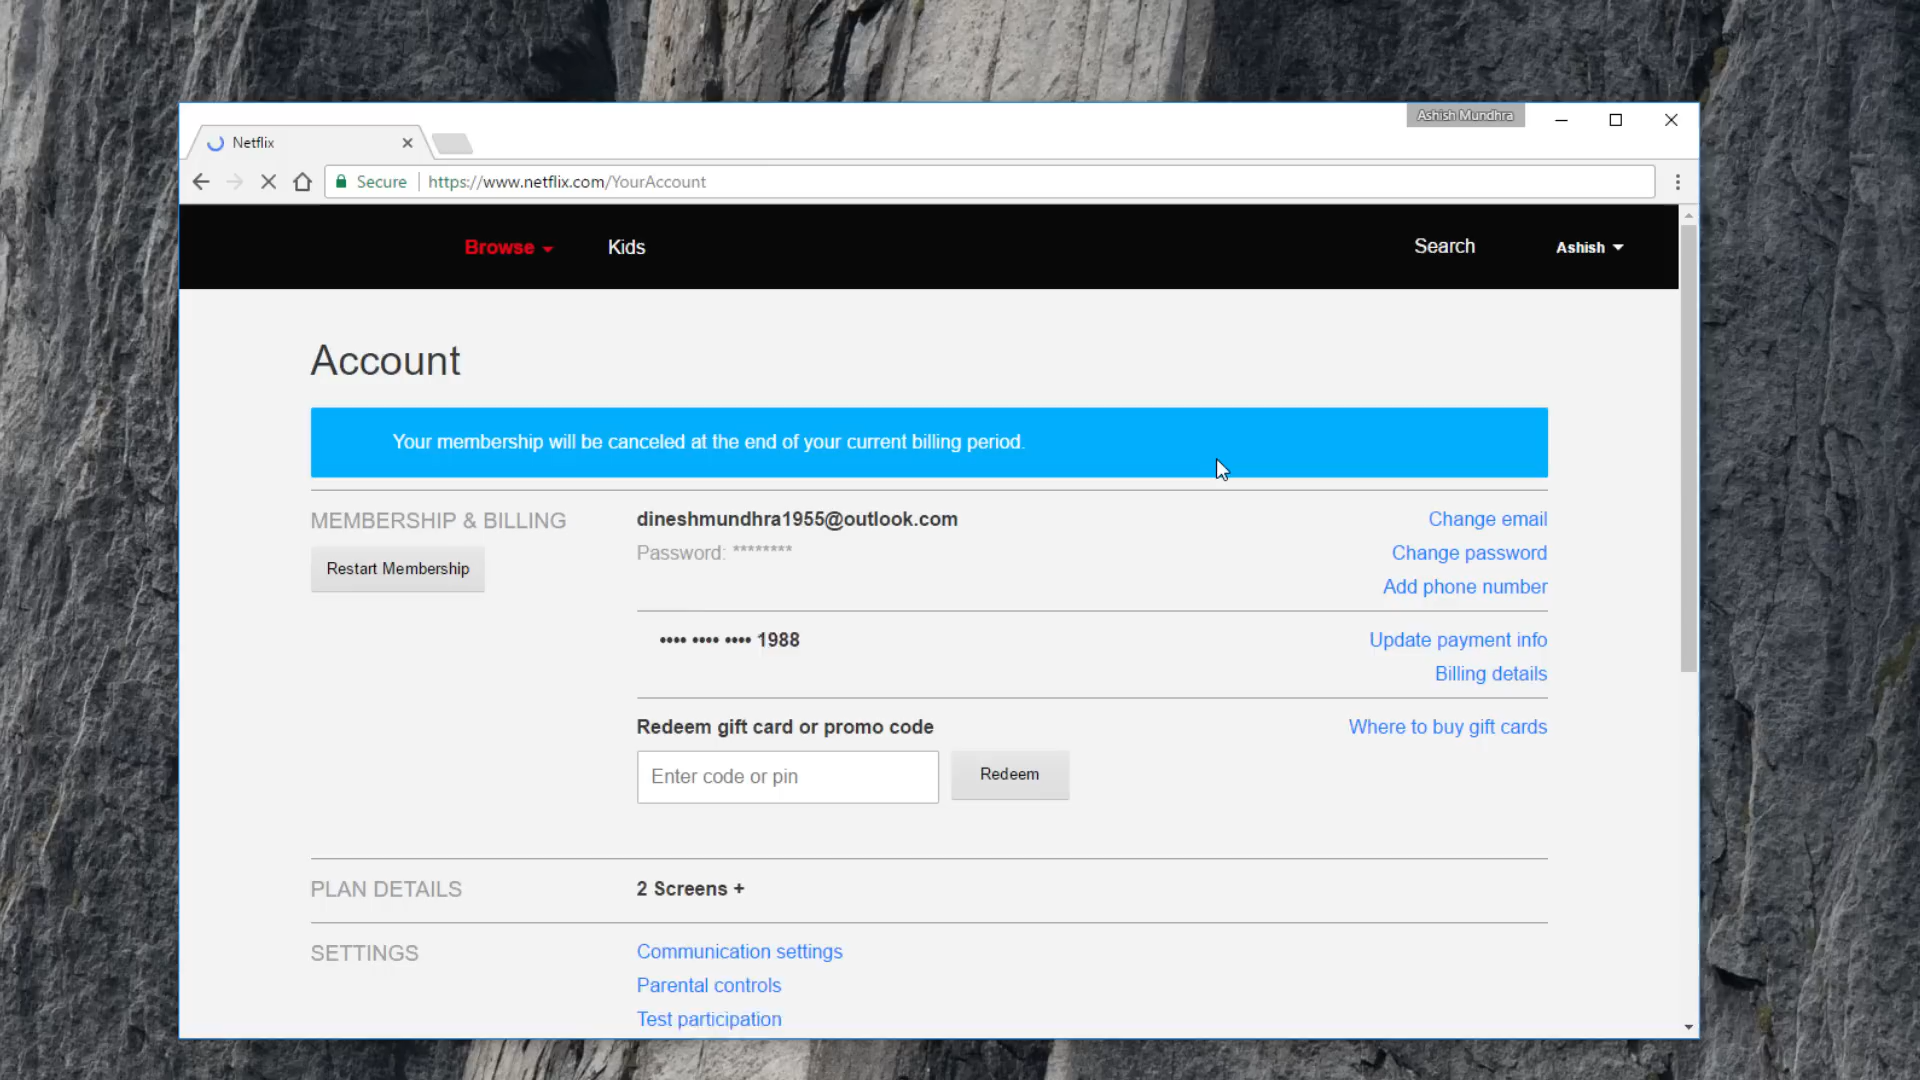 Ashish Mundhra
Netflix
Secure
https://www.netflix.com/YourAccount
Browse
Kids
Search
Ashish
Account
Your membership will be canceled at the end of your current billing period.
MEMBERSHIP & BILLING
dineshmundhra1955@outlook.com
Change email
Password: ********
Change password
Restart Membership
Add phone number
•••• •••• •••• 1988
Update payment info
Billing details
Redeem gift card or promo code
Where to buy gift cards
Enter code or pin
Redeem
PLAN DETAILS
2 Screens +
SETTINGS
Communication settings
Parental controls
Test participation